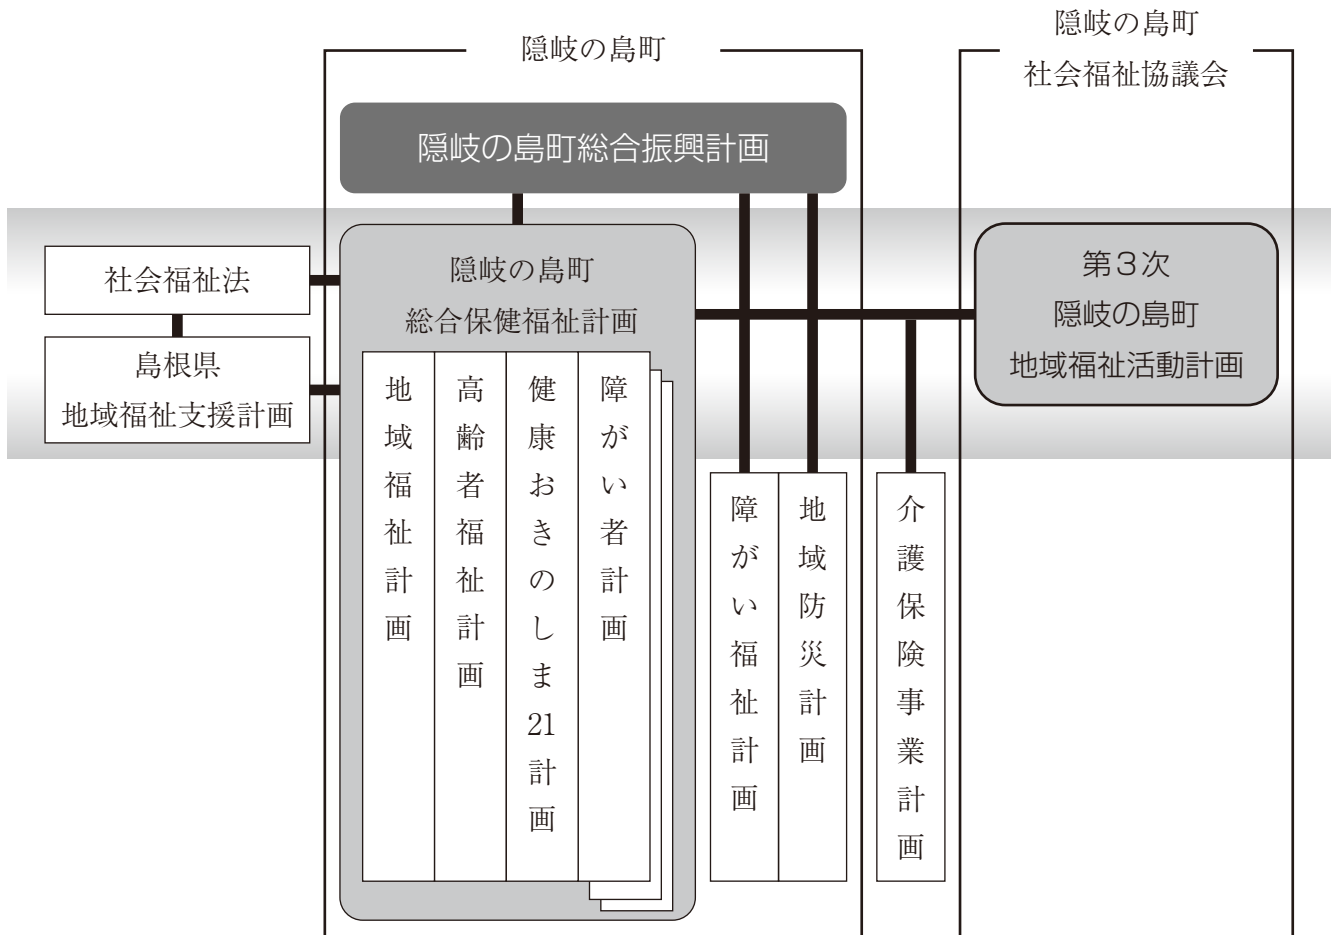 隠岐の島町
隠岐の島町
社会福祉協議会
隠岐の島町総合振興計画
社会福祉法
島根県
地域福祉支援計画
隠岐の島町
総合保健福祉計画
地域福祉計画
高齢者福祉計画
健康おきのしま21計画
障がい者計画
障がい福祉計画
地域防災計画
介護保険事業計画
第3次
隠岐の島町
地域福祉活動計画